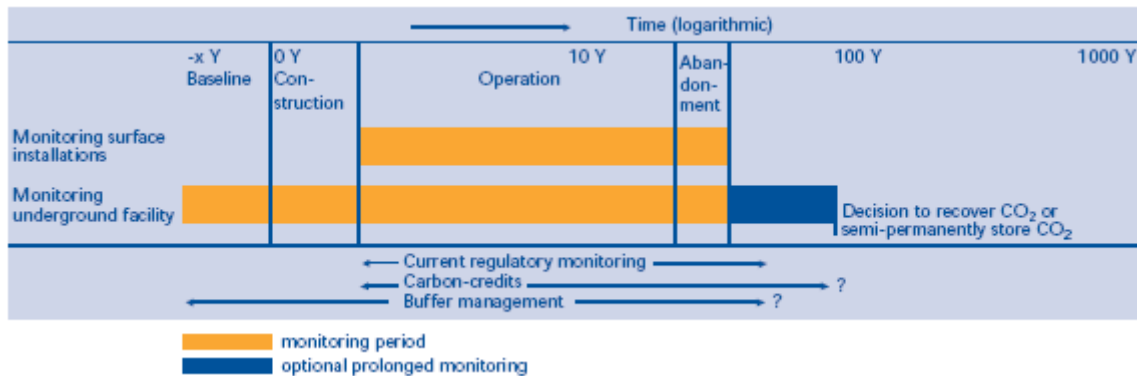 Time (logarithmic)
-x Y 0 Y 10 Y Aban- 100 Y 1000 Y
Baseline Con- Operation don-
struction ment
Monitoring surface
installations
Monitoring
underground facility
Decision to recover CO₂ or
semi-permanently store CO₂
Current regulatory monitoring
Carbon-credits ?
Buffer management ?
monitoring period
optional prolonged monitoring